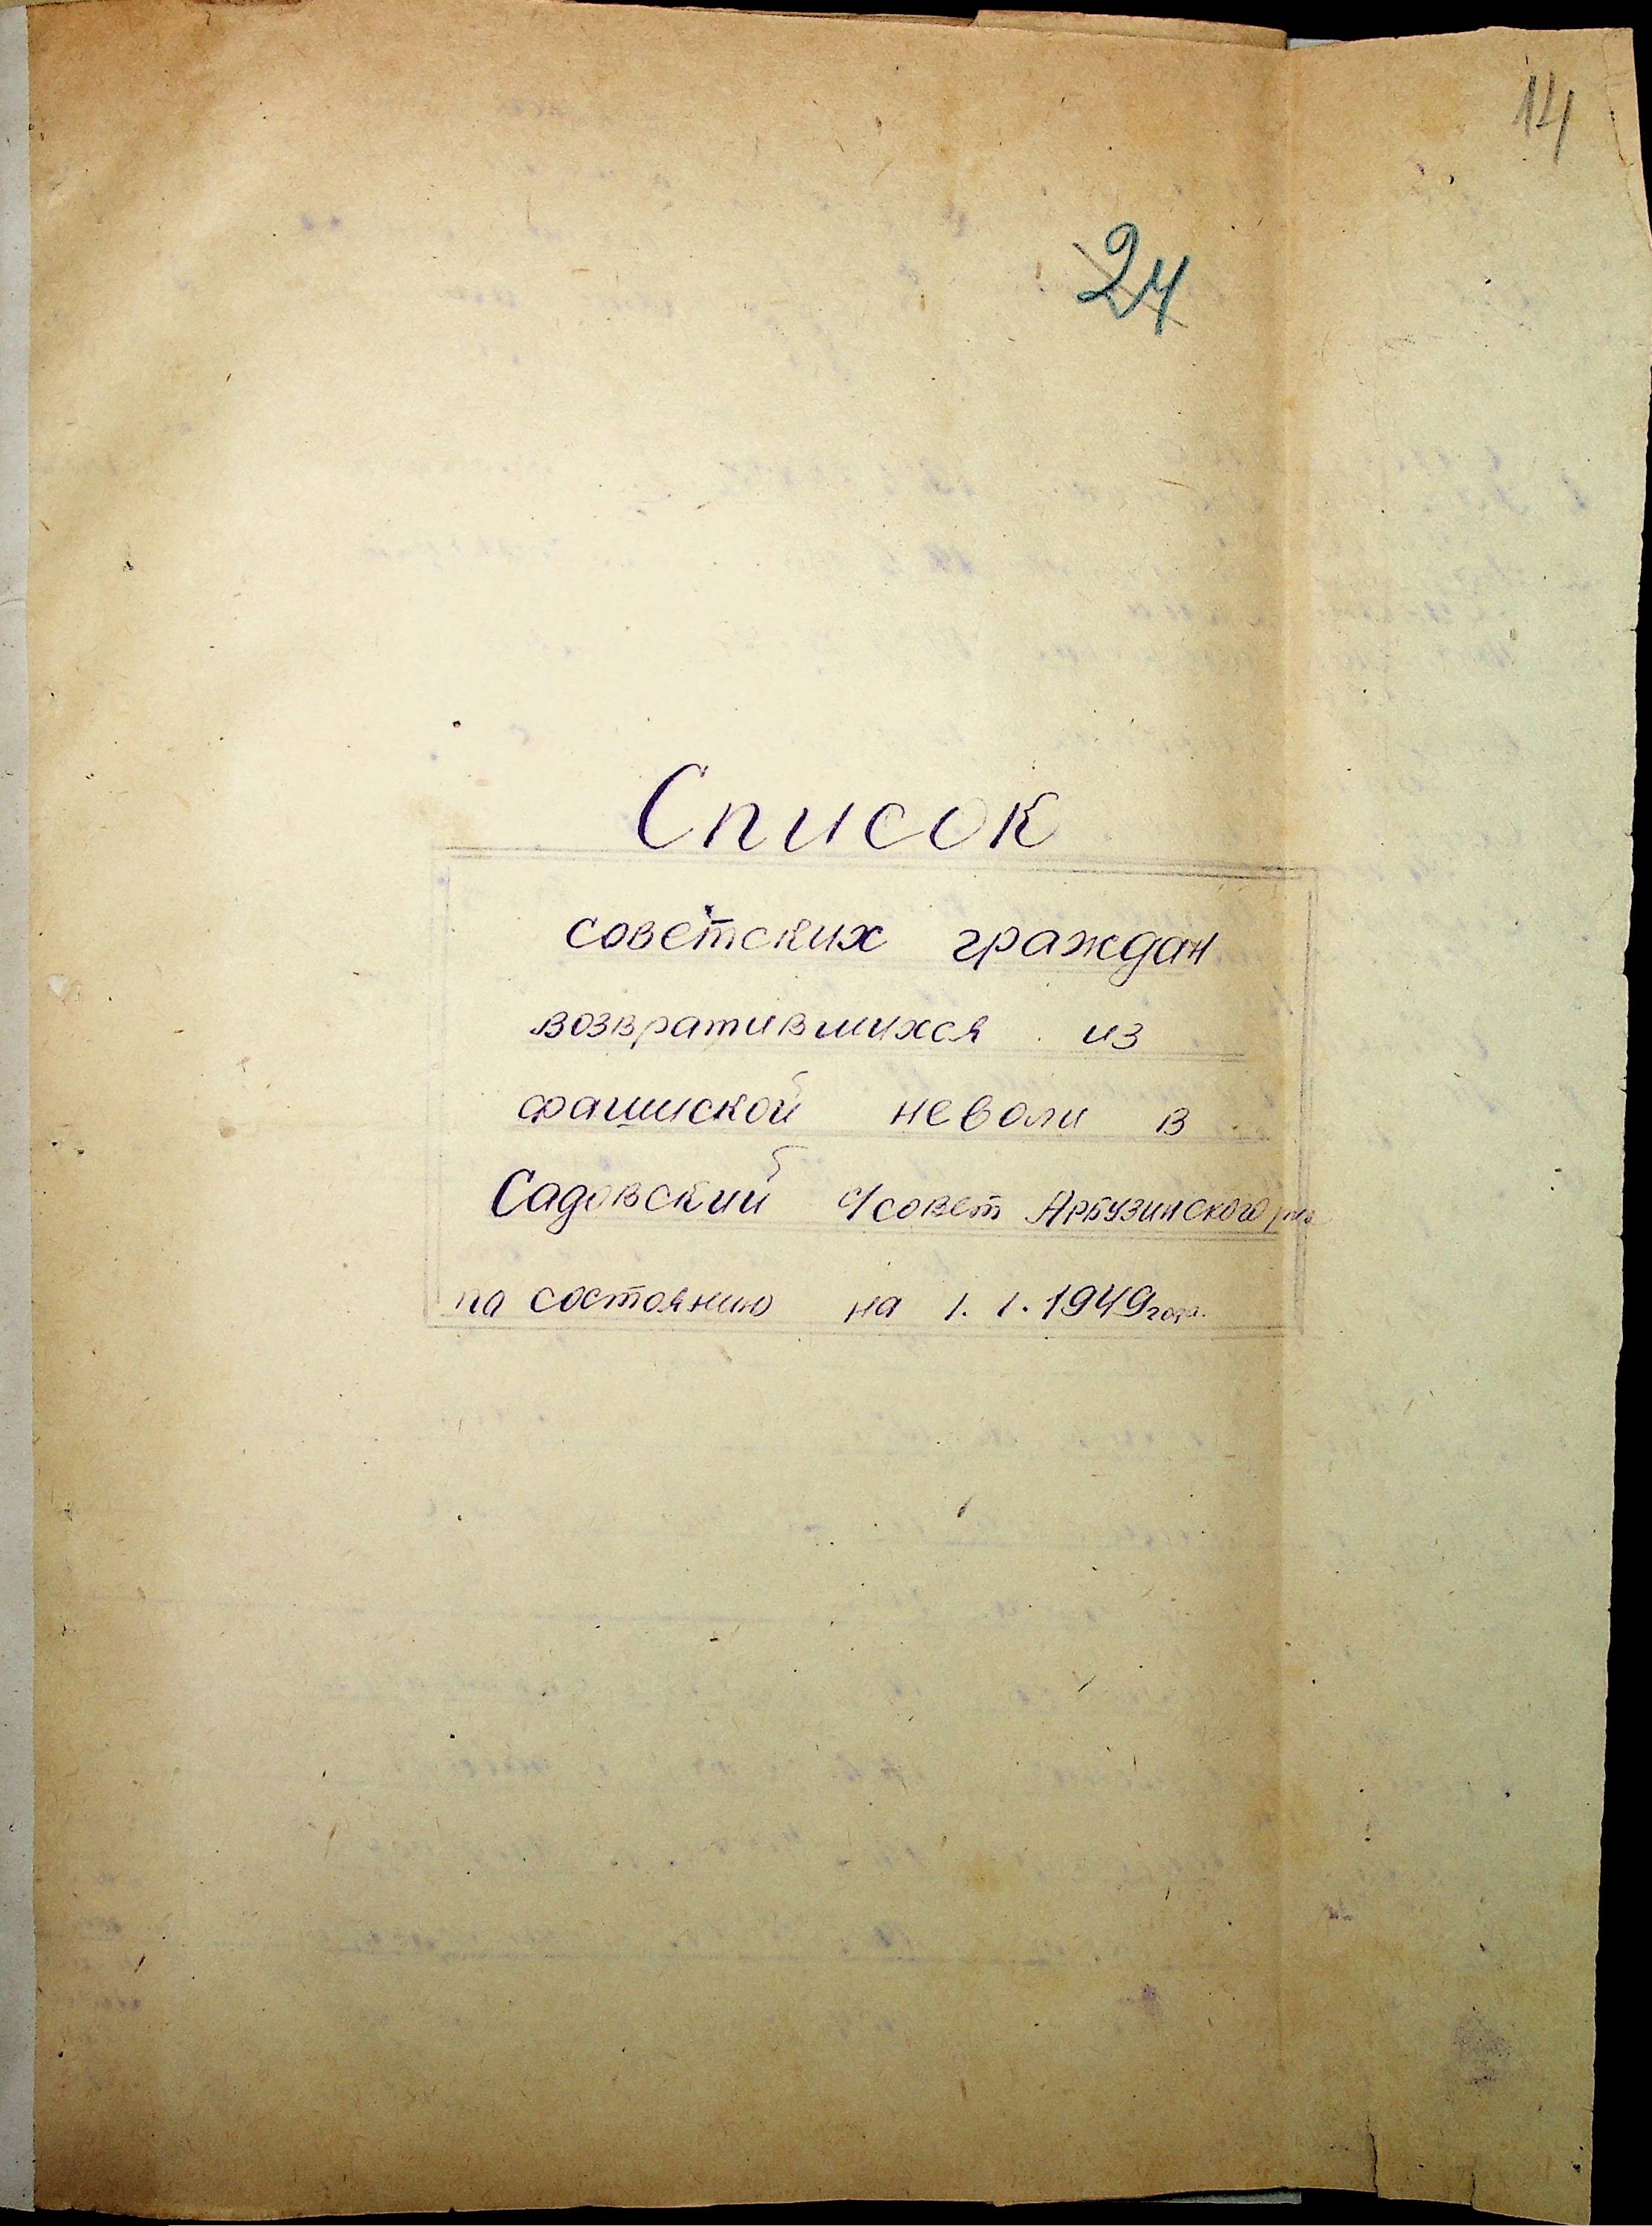 14
24
Список
советских граждан
возвратившихся из
фашиской неволи в
Садовский с/совет Арбузинского р-на
по состоянию на 1.1.1949 года.